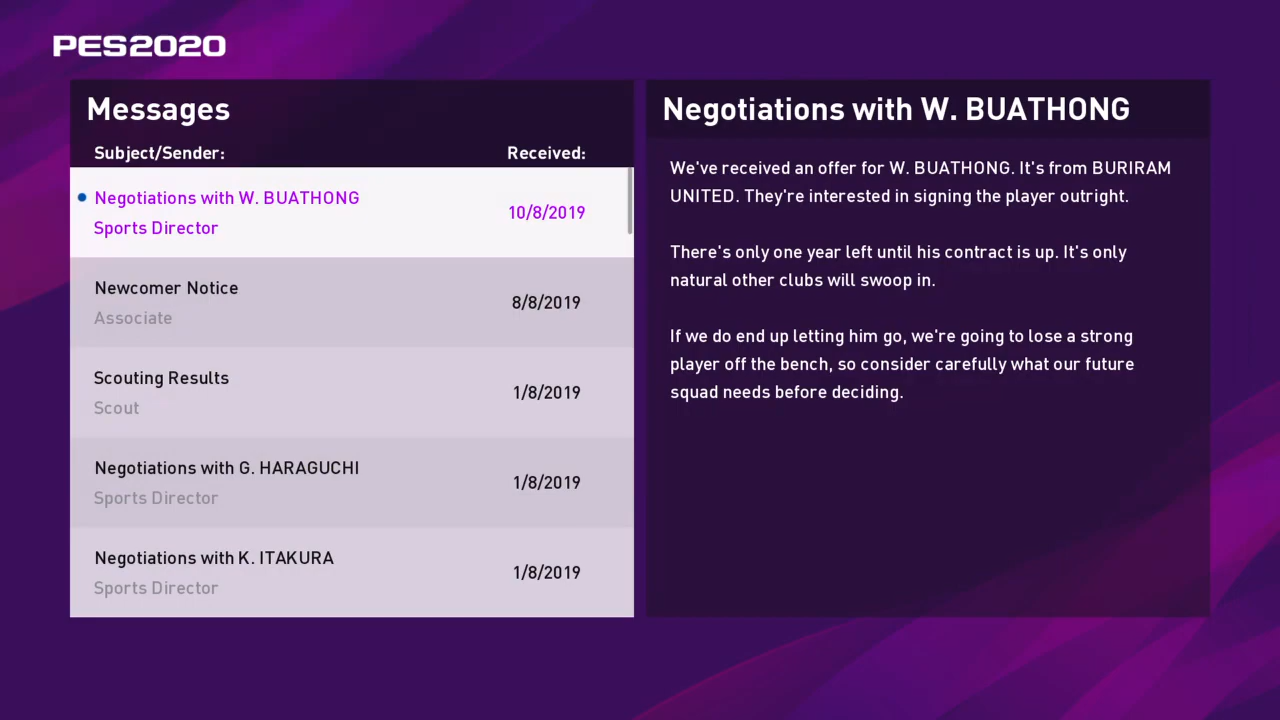 PES2020
Messages
Subject/Sender:
Received:
Negotiations with W. BUATHONG
Sports Director
10/8/2019
Newcomer Notice
Associate
8/8/2019
Scouting Results
Scout
1/8/2019
Negotiations with G. HARAGUCHI
Sports Director
1/8/2019
Negotiations with K. ITAKURA
Sports Director
1/8/2019
Negotiations with W. BUATHONG
We've received an offer for W. BUATHONG. It's from BURIRAM
UNITED. They're interested in signing the player outright.
There's only one year left until his contract is up. It's only
natural other clubs will swoop in.
If we do end up letting him go, we're going to lose a strong
player off the bench, so consider carefully what our future
squad needs before deciding.